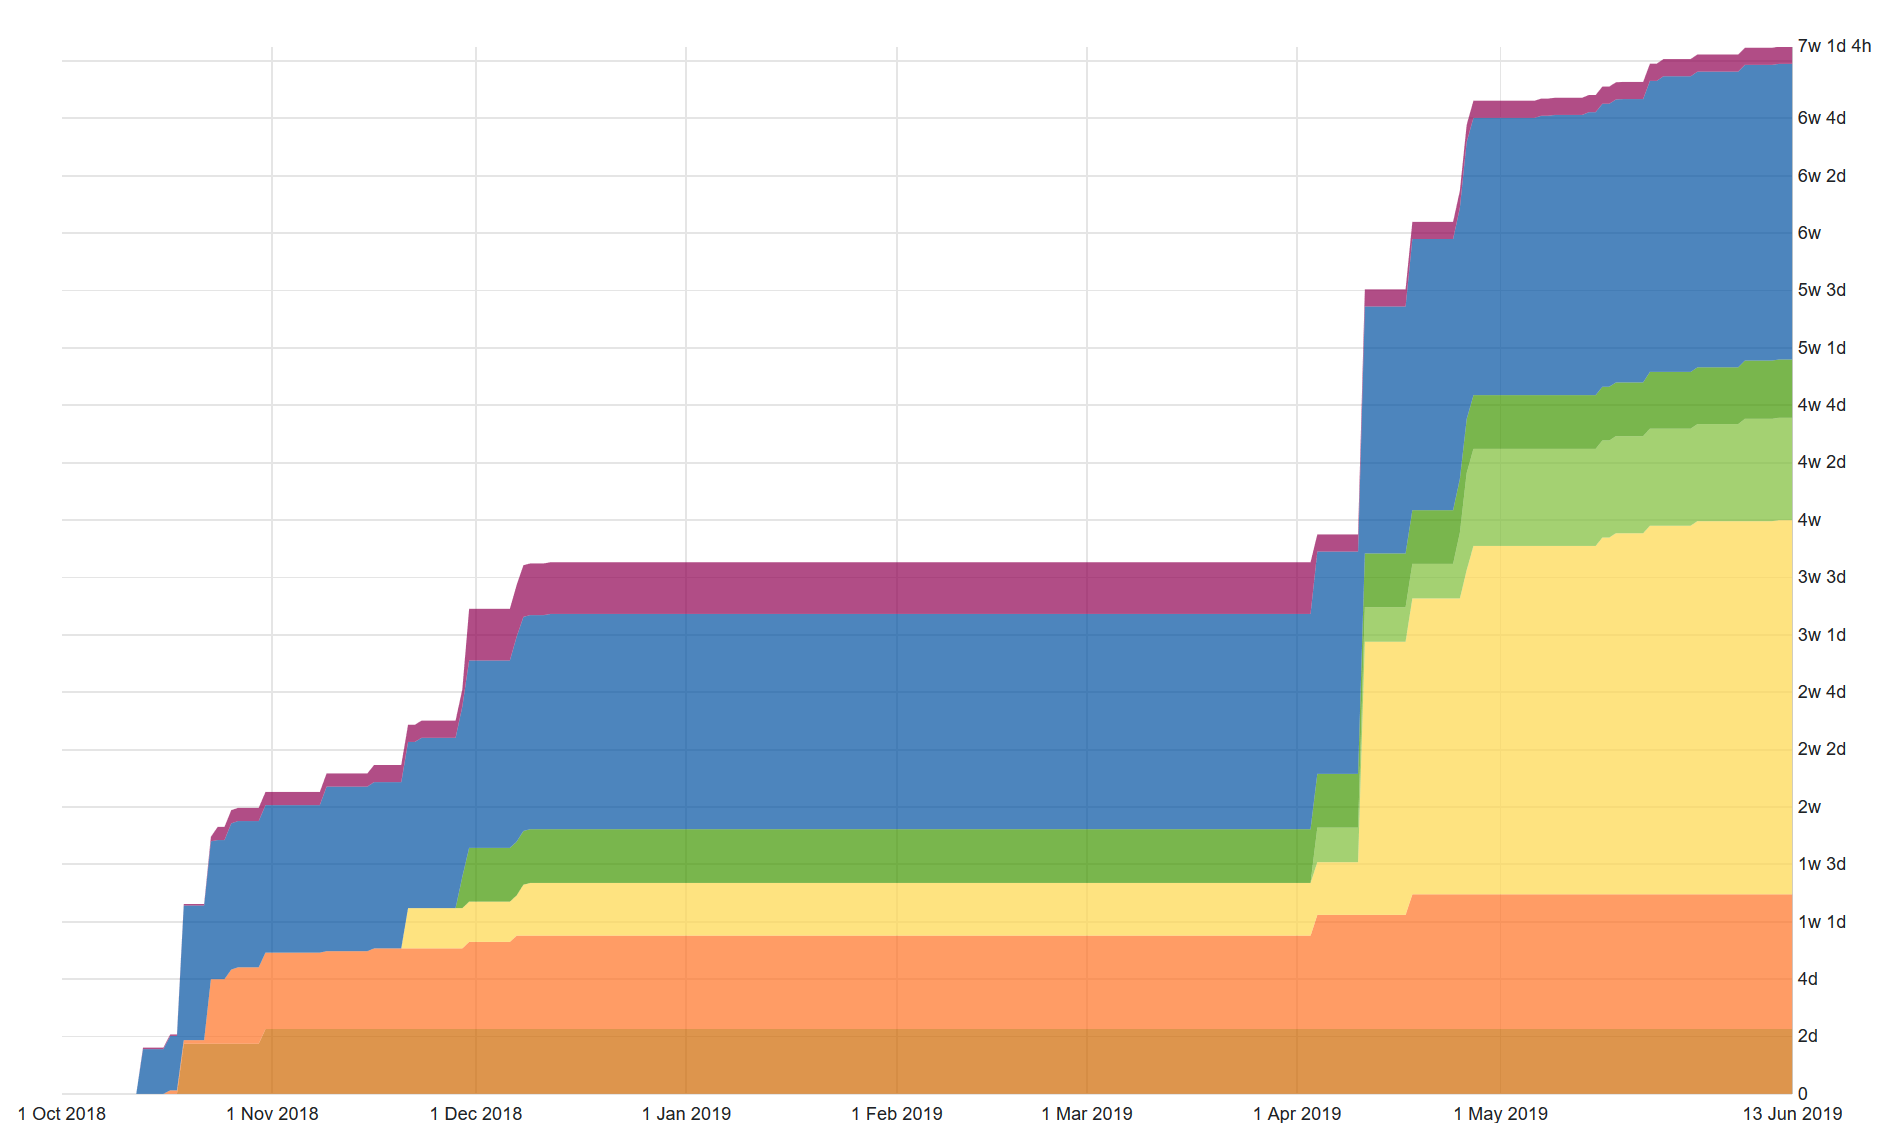 7w 1d 4h
6w 4d
6w 2d
6w
5w 3d
5w 1d
4w 4d
4w 2d
4w
3w 3d
3w 1d
2w 4d
2w 2d
2w
1w 3d
1w 1d
4d
2d
0
1 Oct 2018 1 Nov 2018 1 Dec 2018 1 Jan 2019 1 Feb 2019 1 Mar 2019 1 Apr 2019 1 May 2019 13 Jun 2019